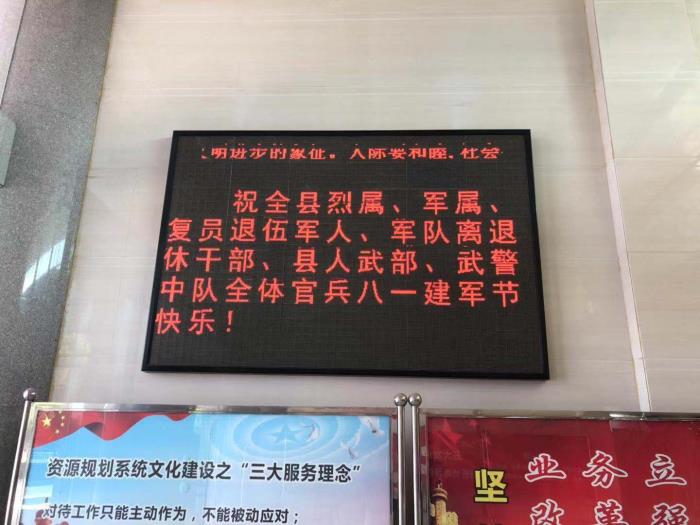 明进步的象征。人际要和睦，社会
祝全县烈属、军属、
复员退伍军人、军队离退
休干部、县人武部、武警
中队全体官兵八一建军节
快乐！
资源规划系统文化建设之“三大服务理念”
对待工作只能主动作为，不能被动应对；
坚
业务立
改革强